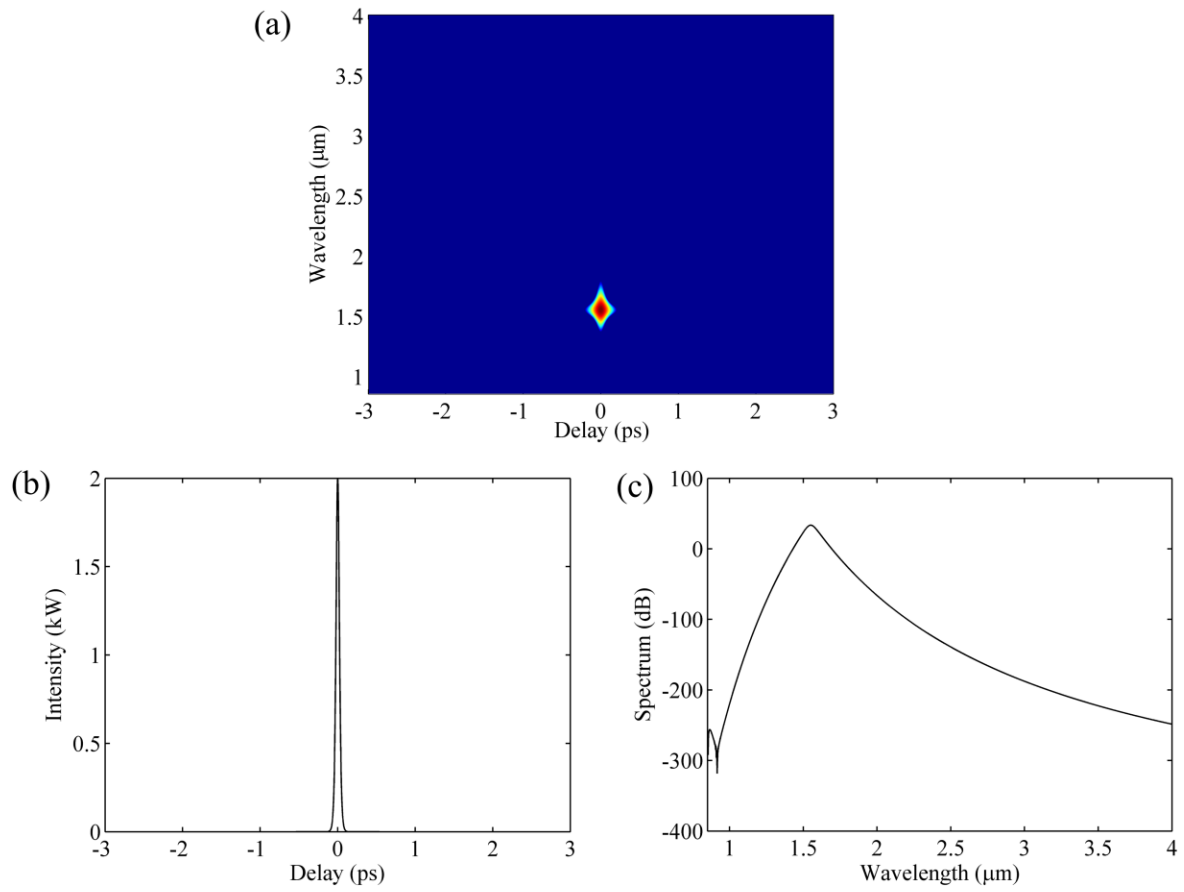 (a)
4
3.5
3
2.5
2
1.5
1
Wavelength (μm)
-3 -2 -1 0 1 2 3
Delay (ps)
(b)
2
1.5
1
0.5
0
Intensity (kW)
-3 -2 -1 0 1 2 3
Delay (ps)
(c)
100
0
-100
-200
-300
-400
Spectrum (dB)
1 1.5 2 2.5 3 3.5 4
Wavelength (μm)